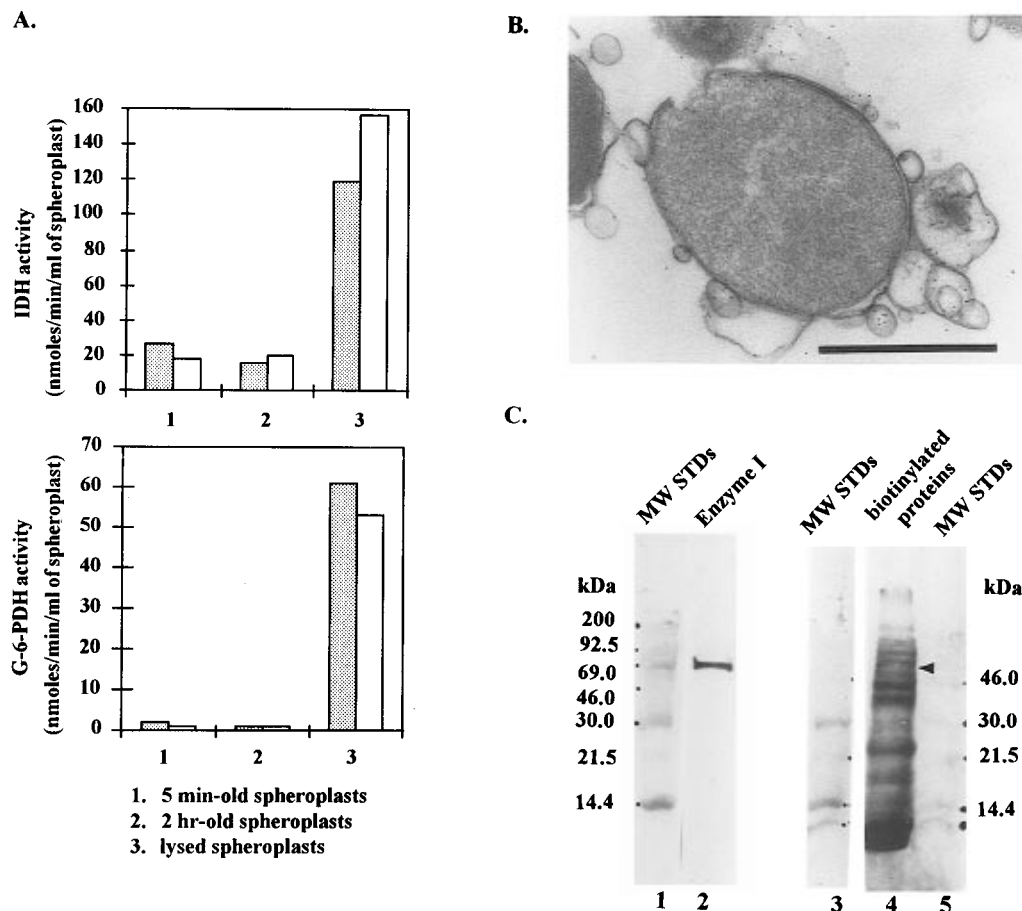 A.
IDH activity
(nmoles/min/ml of spheroplast)
160
140
120
100
80
60
40
20
0
1
2
3
G-6-PDH activity
(nmoles/min/ml of spheroplast)
70
60
50
40
30
20
10
0
1
2
3
1. 5 min-old spheroplasts
2. 2 hr-old spheroplasts
3. lysed spheroplasts
B.
C.
MW STDs
Enzyme I
MW STDs
biotinylated
proteins
MW STDs
kDa
200
92.5
69.0
46.0
30.0
21.5
14.4
kDa
46.0
30.0
21.5
14.4
1
2
3
4
5